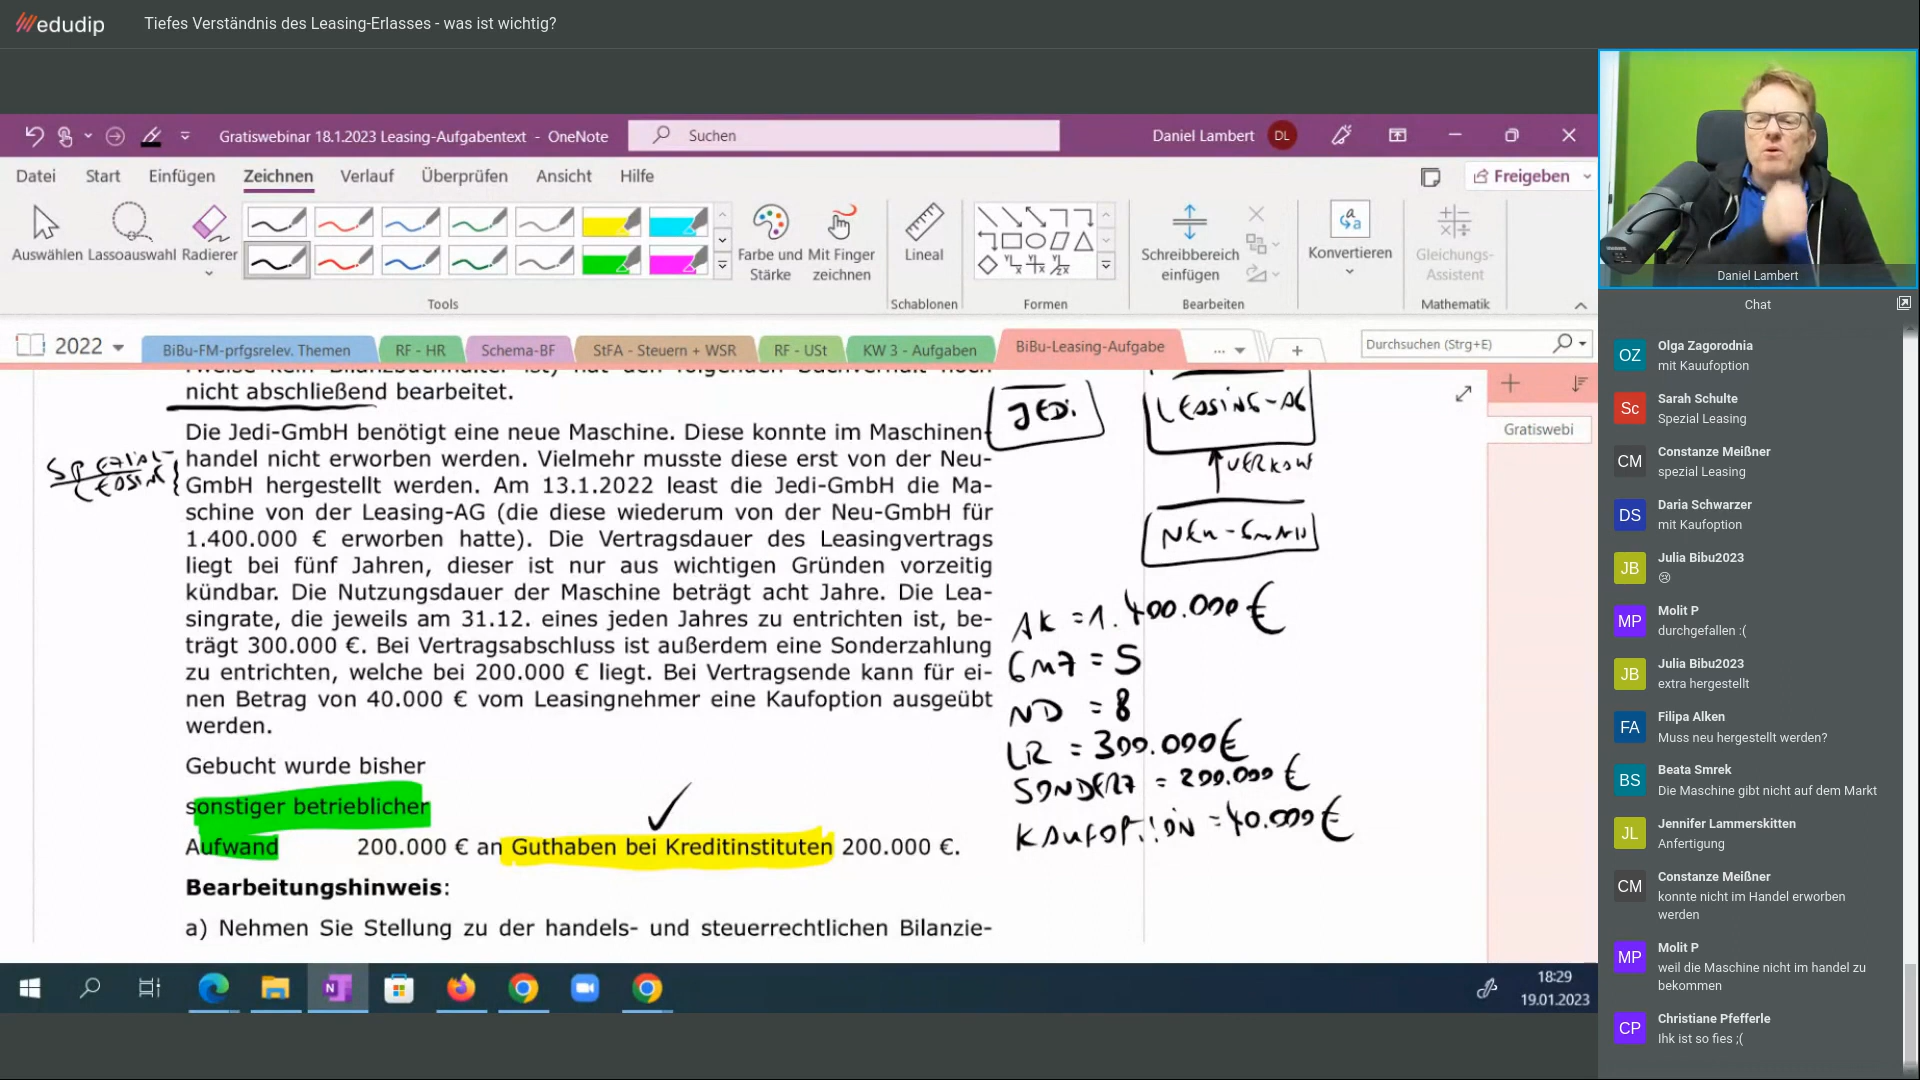 edudip
Tiefes Verständnis des Leasing-Erlasses - was ist wichtig?
Gratiswebinar 18.1.2023 Leasing-Aufgabentext - OneNote
Suchen
Daniel Lambert
DL
Datei
Start
Einfügen
Zeichnen
Verlauf
Überprüfen
Ansicht
Hilfe
Freigeben
Auswählen
Lassoauswahl
Radierer
Farbe und Stärke
Mit Finger zeichnen
Lineal
Schreibbereich einfügen
Konvertieren
Gleichungs-Assistent
Tools
Schablonen
Formen
Bearbeiten
Mathematik
2022
BiBu-FM-prfgsrelev. Themen
RF - HR
Schema-BF
StFA - Steuern + WSR
RF - USt
KW 3 - Aufgaben
BiBu-Leasing-Aufgabe
...
Durchsuchen (Strg+E)
Gratiswebi
nicht abschließend bearbeitet.
Die Jedi-GmbH benötigt eine neue Maschine. Diese konnte im Maschinen-
handel nicht erworben werden. Vielmehr musste diese erst von der Neu-
GmbH hergestellt werden. Am 13.1.2022 least die Jedi-GmbH die Ma-
schine von der Leasing-AG (die diese wiederum von der Neu-GmbH für
1.400.000 € erworben hatte). Die Vertragsdauer des Leasingvertrags
liegt bei fünf Jahren, dieser ist nur aus wichtigen Gründen vorzeitig
kündbar. Die Nutzungsdauer der Maschine beträgt acht Jahre. Die Lea-
singrate, die jeweils am 31.12. eines jeden Jahres zu entrichten ist, be-
trägt 300.000 €. Bei Vertragsabschluss ist außerdem eine Sonderzahlung
zu entrichten, welche bei 200.000 € liegt. Bei Vertragsende kann für ei-
nen Betrag von 40.000 € vom Leasingnehmer eine Kaufoption ausgeübt
werden.
Gebucht wurde bisher
sonstiger betrieblicher
Aufwand 200.000 € an Guthaben bei Kreditinstituten 200.000 €.
Bearbeitungshinweis:
a) Nehmen Sie Stellung zu der handels- und steuerrechtlichen Bilanzie-
SPEZIAL-
LEASING
JEDI
LEASING-AG
VERKAUF
NEU-GMBH
AK = 1.400.000 €
GMZ = 5
ND = 8
LR = 300.000 €
SONDERZ = 200.000 €
KAUFOPTION = 40.000 €
18:29
19.01.2023
Daniel Lambert
Chat
OZ
Olga Zagorodnia
mit Kauufoption
Sc
Sarah Schulte
Spezial Leasing
CM
Constanze Meißner
spezial Leasing
DS
Daria Schwarzer
mit Kaufoption
JB
Julia Bibu2023
MP
Molit P
durchgefallen :(
JB
Julia Bibu2023
extra hergestellt
FA
Filipa Alken
Muss neu hergestellt werden?
BS
Beata Smrek
Die Maschine gibt nicht auf dem Markt
JL
Jennifer Lammerskitten
Anfertigung
CM
Constanze Meißner
konnte nicht im Handel erworben
werden
MP
Molit P
weil die Maschine nicht im handel zu
bekommen
CP
Christiane Pfefferle
Ihk ist so fies ;(